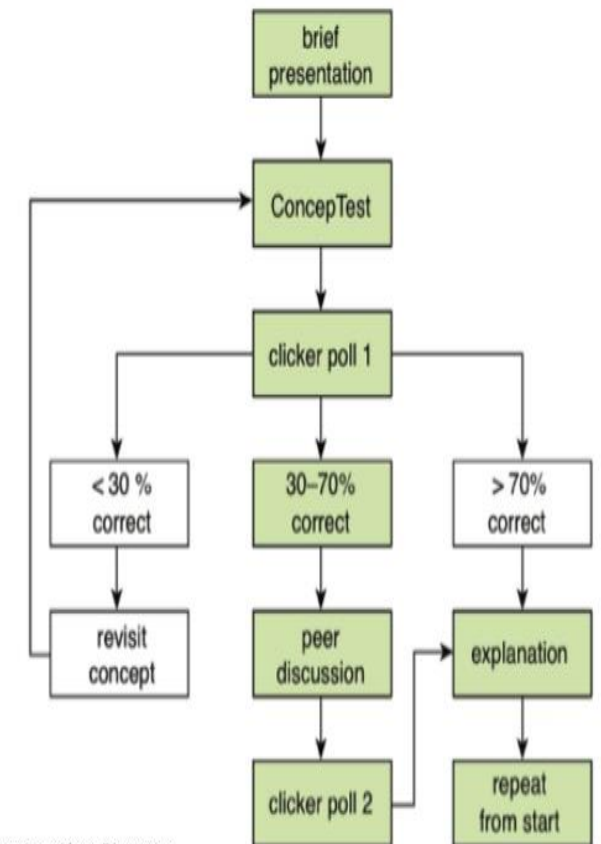 brief
presentation
ConcepTest
clicker poll 1
< 30 %
correct
30–70%
correct
> 70%
correct
revisit
concept
peer
discussion
explanation
clicker poll 2
repeat
from start